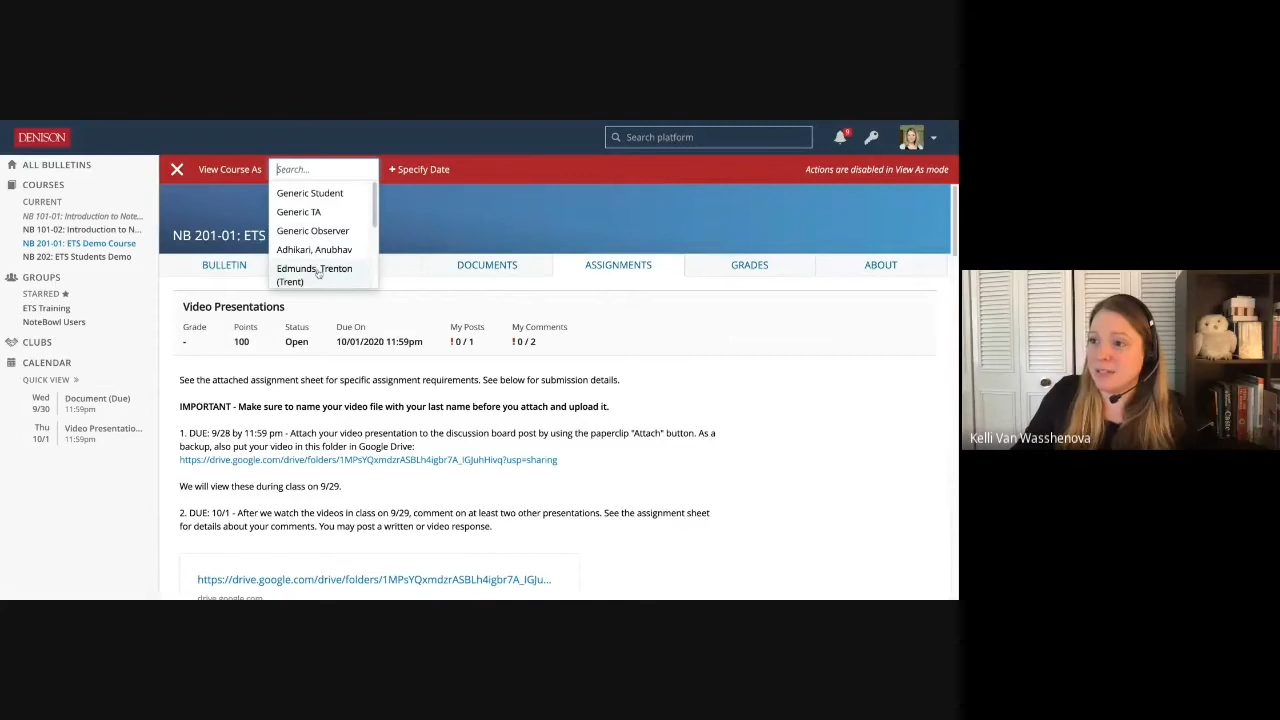 DENISON
Search platform
9
ALL BULLETINS
COURSES
CURRENT
NB 101-01: Introduction to Note...
NB 101-02: Introduction to N...
NB 201-01: ETS Demo Course
NB 202: ETS Students Demo
GROUPS
STARRED
ETS Training
NoteBowl Users
CLUBS
CALENDAR
QUICK VIEW
Wed 9/30 Document (Due) 11:59pm
Thu 10/1 Video Presentatio... 11:59pm
View Course As
Search...
+ Specify Date
Actions are disabled in View As mode
Generic Student
Generic TA
Generic Observer
Adhikari, Anubhav
Edmunds, Trenton
(Trent)
NB 201-01: ETS
BULLETIN
DOCUMENTS
ASSIGNMENTS
GRADES
ABOUT
Video Presentations
Grade Points Status Due On My Posts My Comments
- 100 Open 10/01/2020 11:59pm ! 0 / 1 ! 0 / 2
See the attached assignment sheet for specific assignment requirements. See below for submission details.
IMPORTANT - Make sure to name your video file with your last name before you attach and upload it.
1. DUE: 9/28 by 11:59 pm - Attach your video presentation to the discussion board post by using the paperclip "Attach" button. As a
backup, also put your video in this folder in Google Drive:
https://drive.google.com/drive/folders/1MPsYQxmdzrASBLh4igbr7A_IGJuhHivq?usp=sharing
We will view these during class on 9/29.
2. DUE: 10/1 - After we watch the videos in class on 9/29, comment on at least two other presentations. See the assignment sheet
for details about your comments. You may post a written or video response.
https://drive.google.com/drive/folders/1MPsYQxmdzrASBLh4igbr7A_IGJu...
drive.google.com
Kelli Van Wasshenova